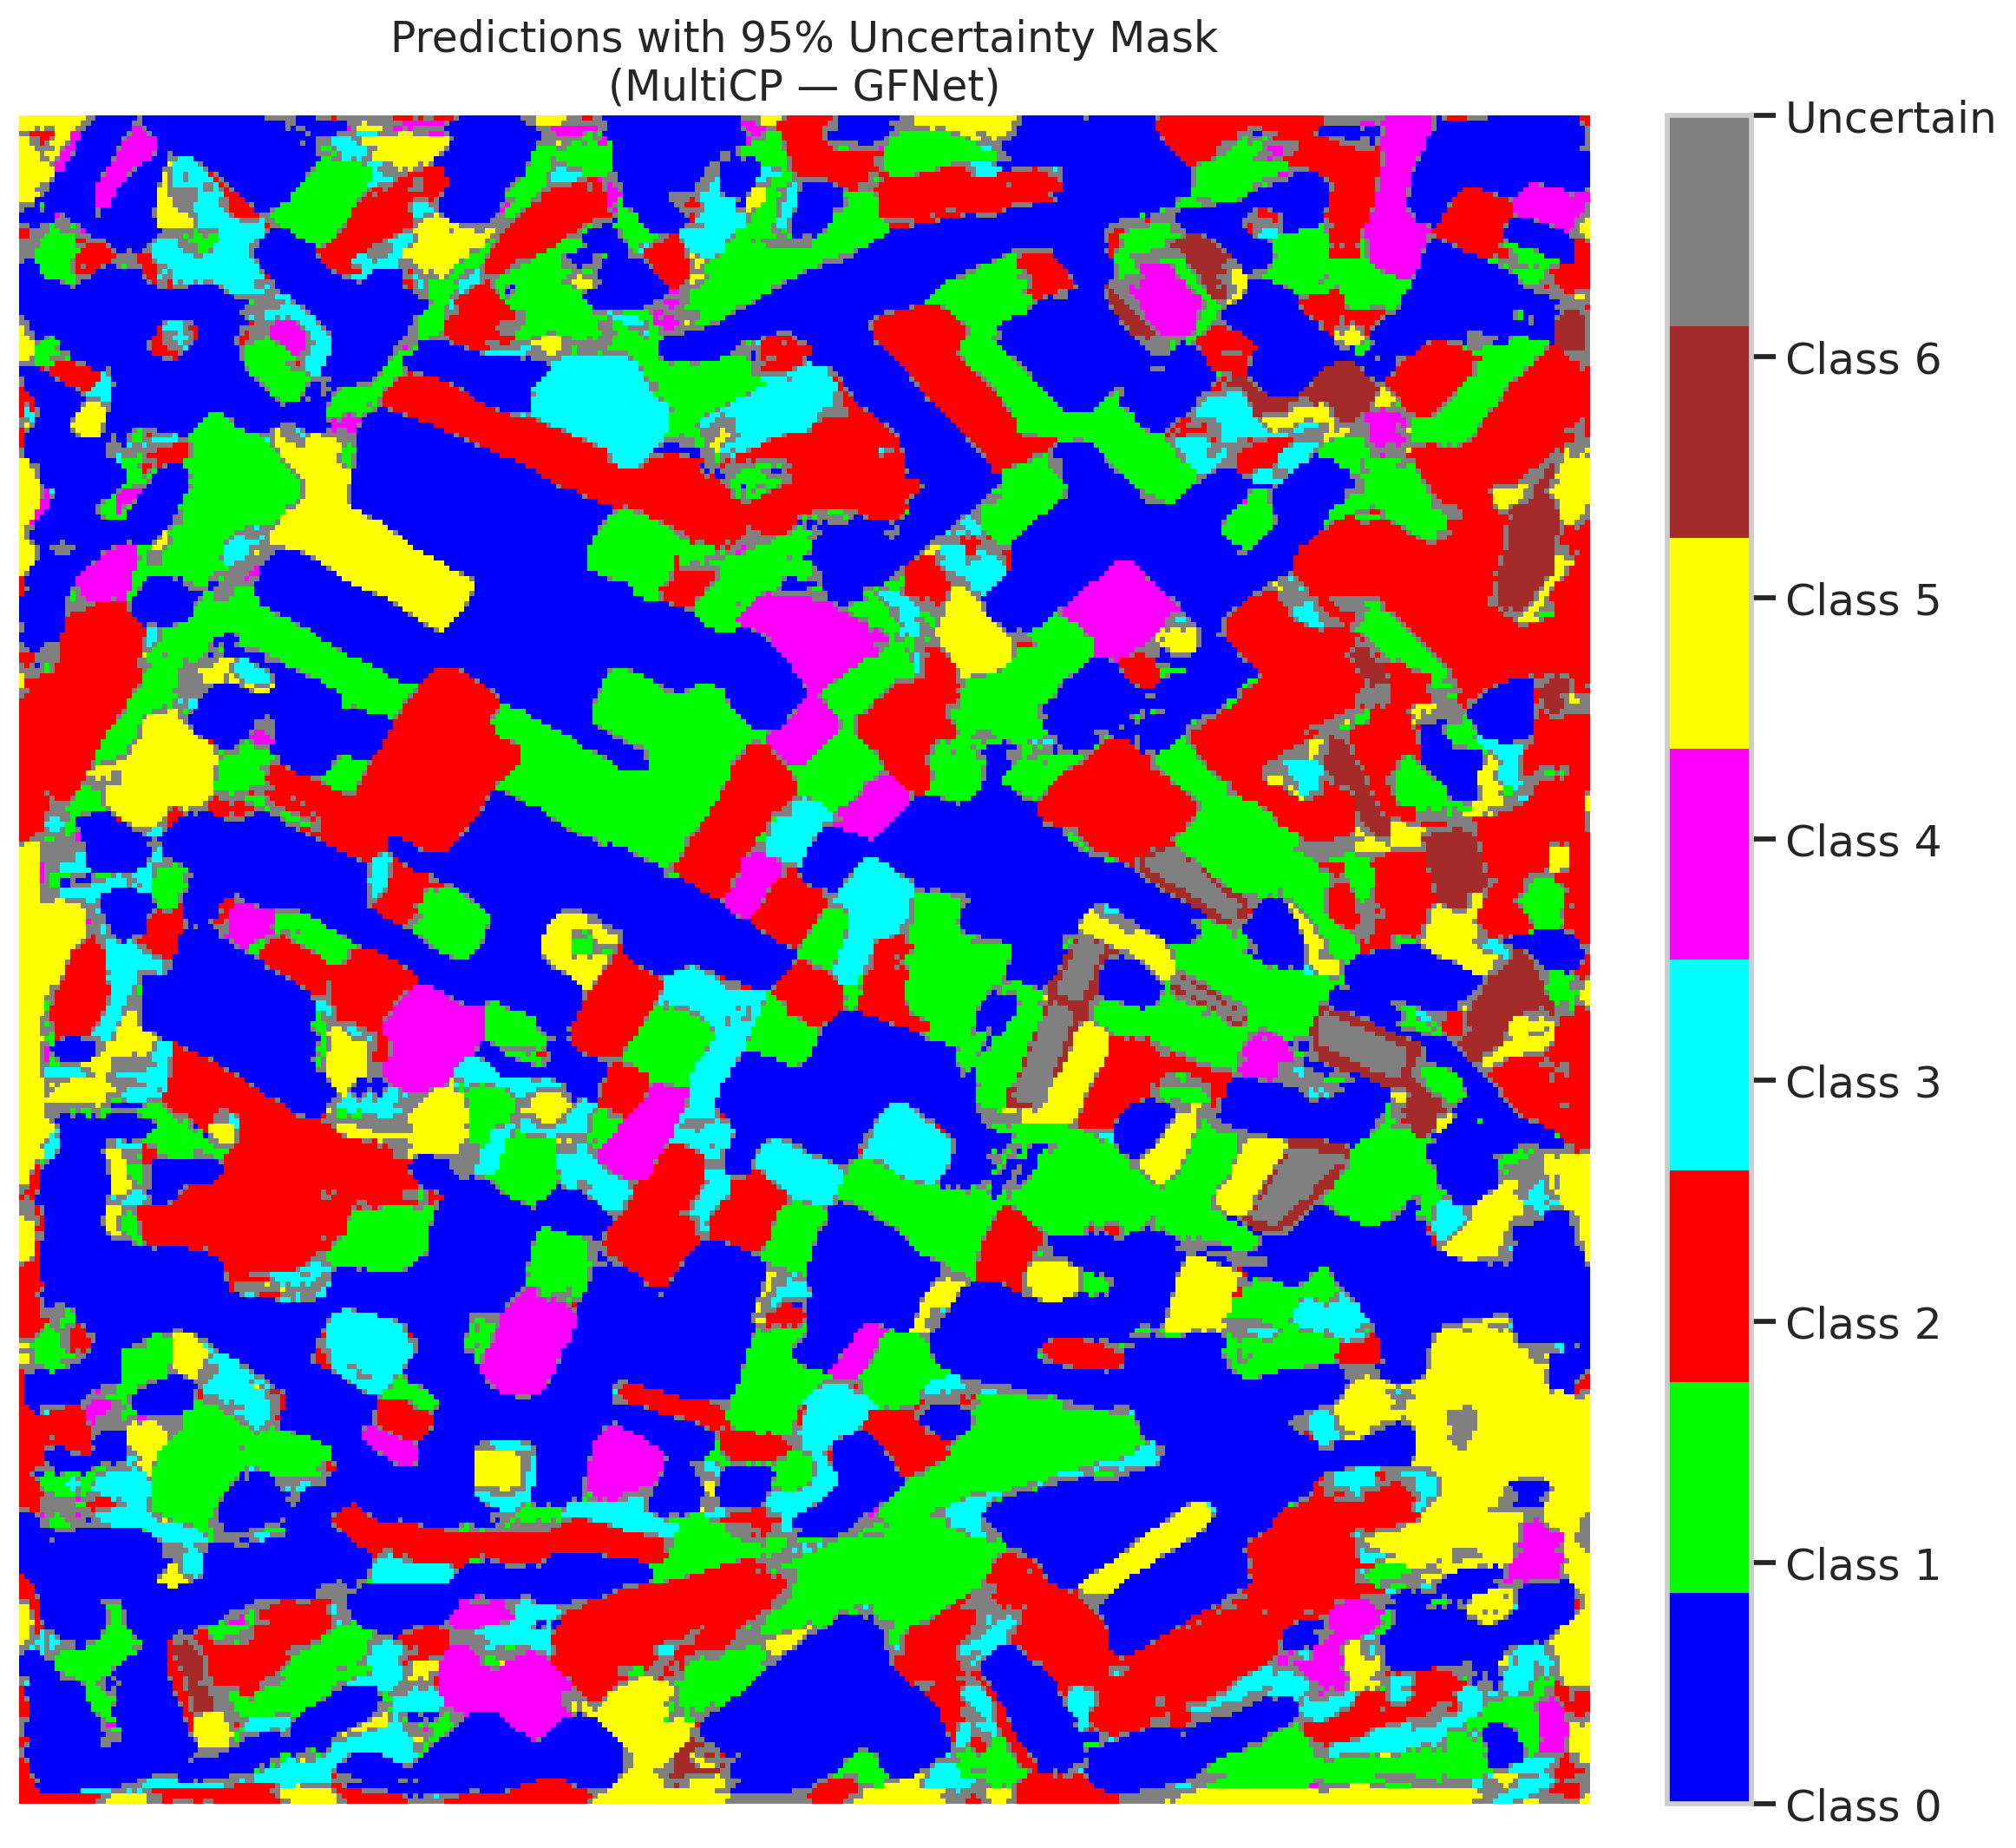 Predictions with 95% Uncertainty Mask
(MultiCP — GFNet)
Uncertain
Class 6
Class 5
Class 4
Class 3
Class 2
Class 1
Class 0